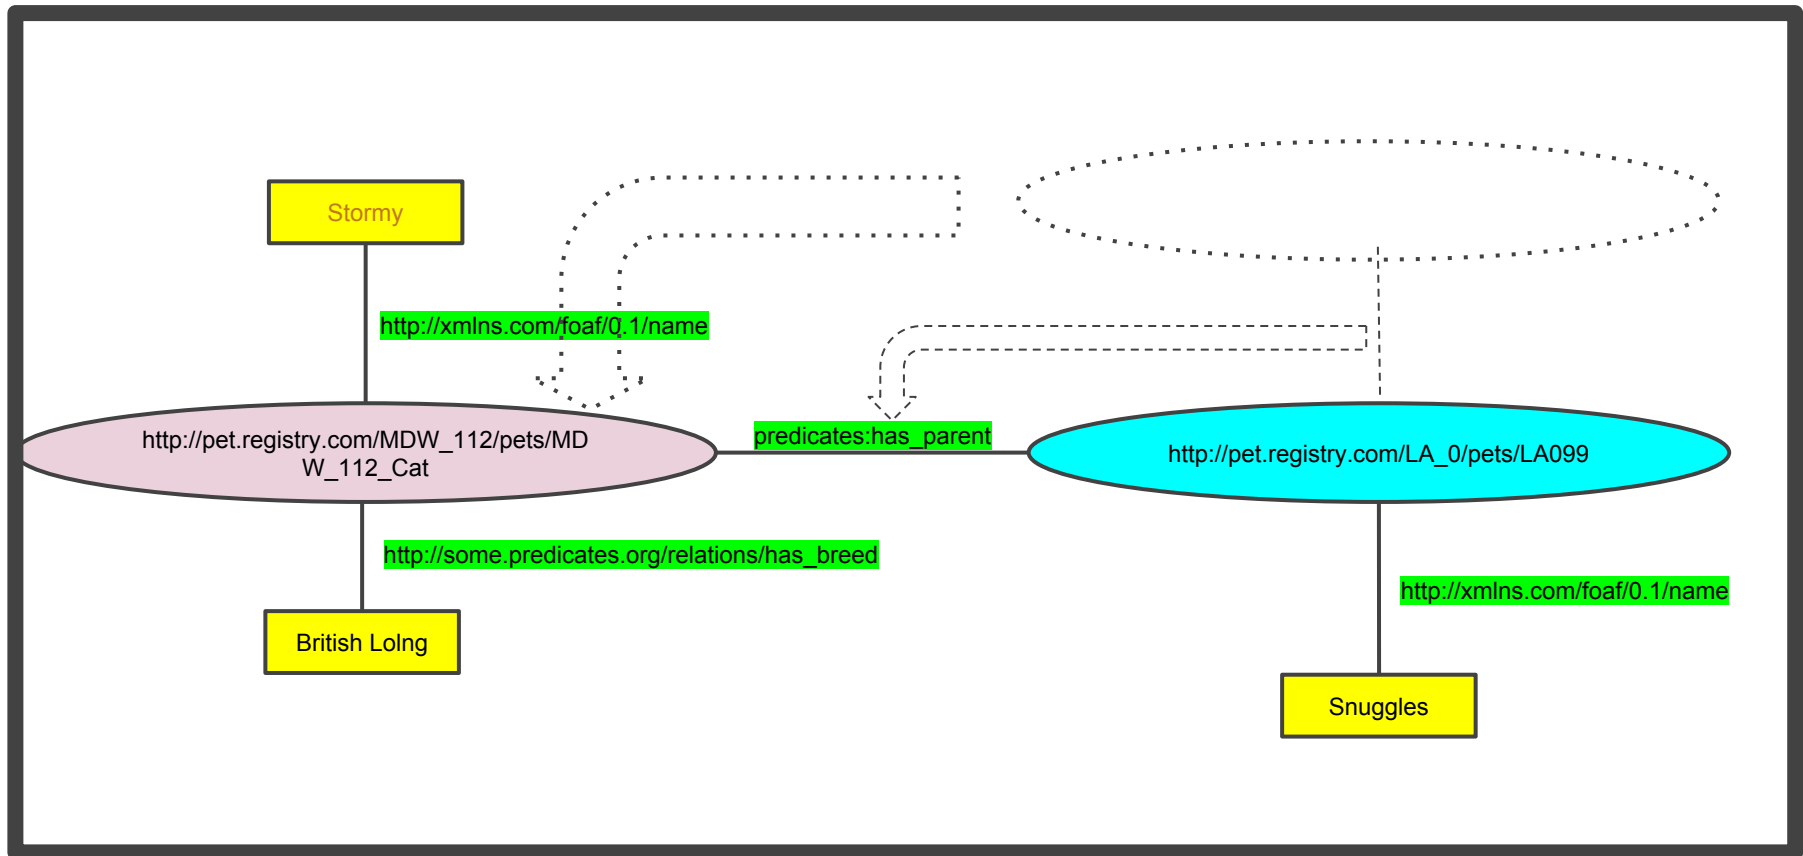 Stormy
http://xmlns.com/foaf/0.1/name
http://pet.registry.com/MDW_112/pets/MD
W_112_Cat
predicates:has_parent
http://pet.registry.com/LA_0/pets/LA099
http://some.predicates.org/relations/has_breed
http://xmlns.com/foaf/0.1/name
British Lolng
Snuggles